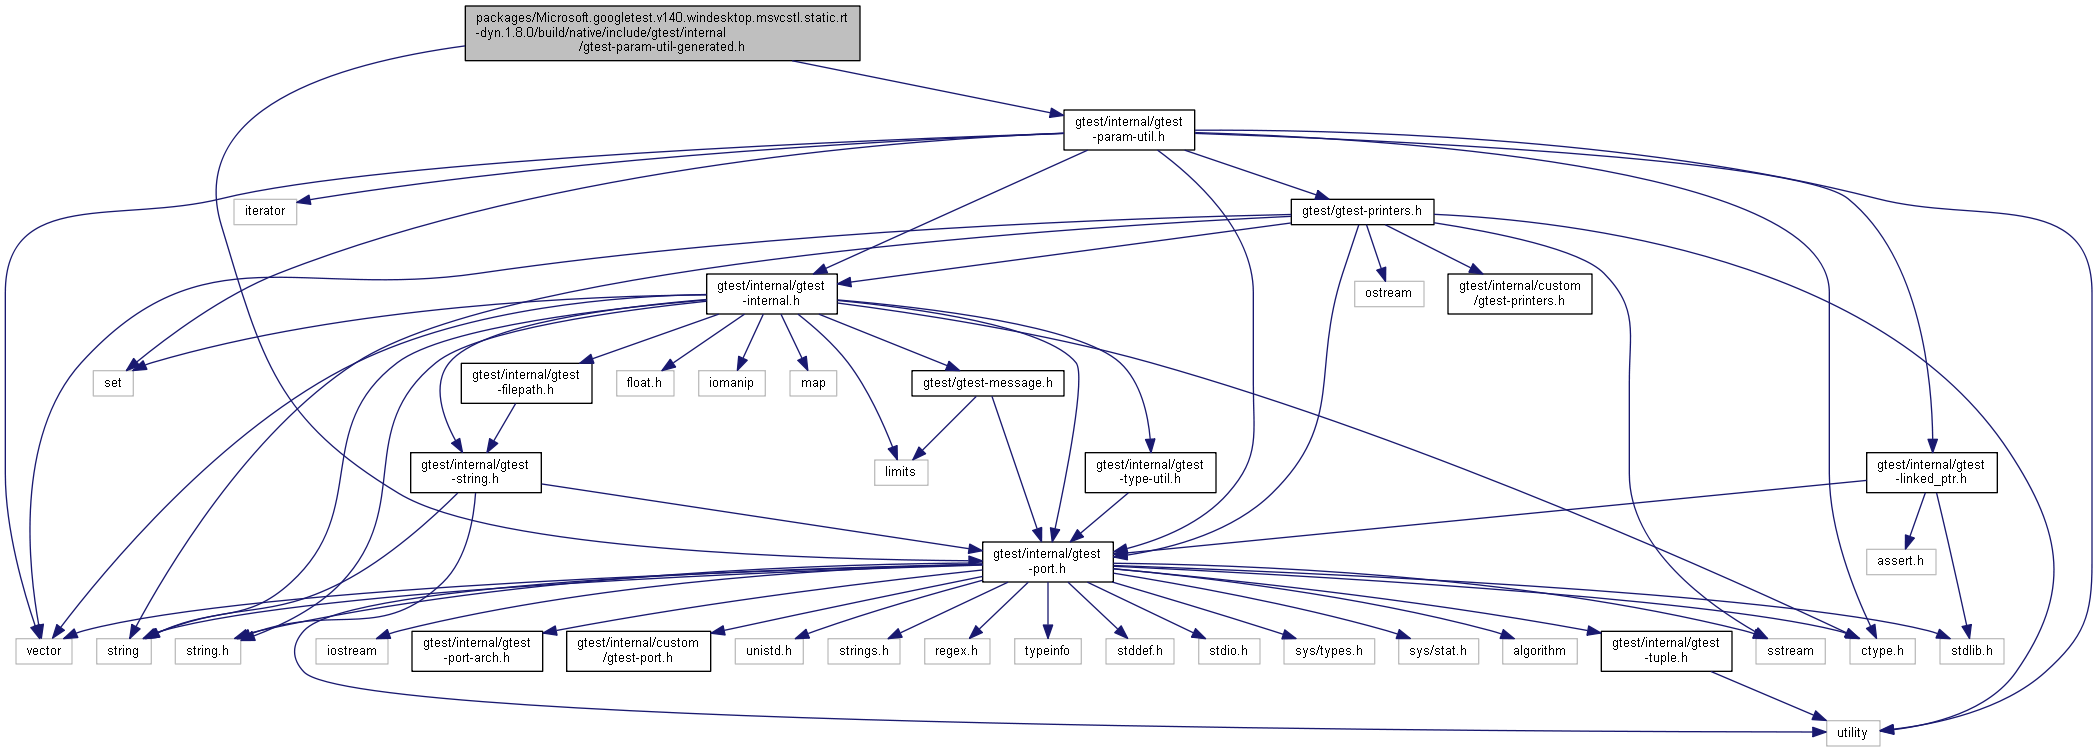 packages/Microsoft.googletest.v140.windesktop.msvcstl.static.rt
-dyn.1.8.0/build/native/include/gtest/internal
/gtest-param-util-generated.h
gtest/internal/gtest
-param-util.h
iterator
gtest/gtest-printers.h
gtest/internal/gtest
-internal.h
ostream
gtest/internal/custom
/gtest-printers.h
set
gtest/internal/gtest
-filepath.h
float.h
iomanip
map
gtest/gtest-message.h
gtest/internal/gtest
-string.h
limits
gtest/internal/gtest
-type-util.h
gtest/internal/gtest
-linked_ptr.h
gtest/internal/gtest
-port.h
assert.h
vector
string
string.h
iostream
gtest/internal/gtest
-port-arch.h
gtest/internal/custom
/gtest-port.h
unistd.h
strings.h
regex.h
typeinfo
stddef.h
stdio.h
sys/types.h
sys/stat.h
algorithm
gtest/internal/gtest
-tuple.h
sstream
ctype.h
stdlib.h
utility